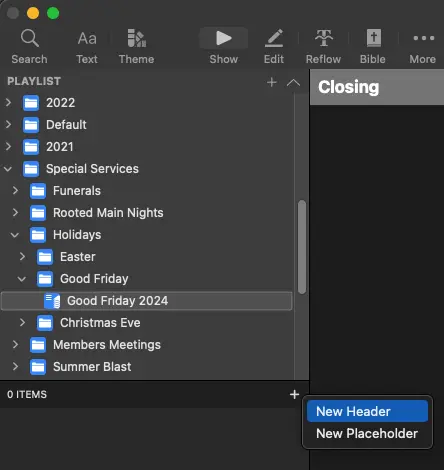 Search
Text
Theme
Show
Edit
Reflow
Bible
More
PLAYLIST
Closing
2022
Default
2021
Special Services
Funerals
Rooted Main Nights
Holidays
Easter
Good Friday
Good Friday 2024
Christmas Eve
Members Meetings
Summer Blast
0 ITEMS
New Header
New Placeholder